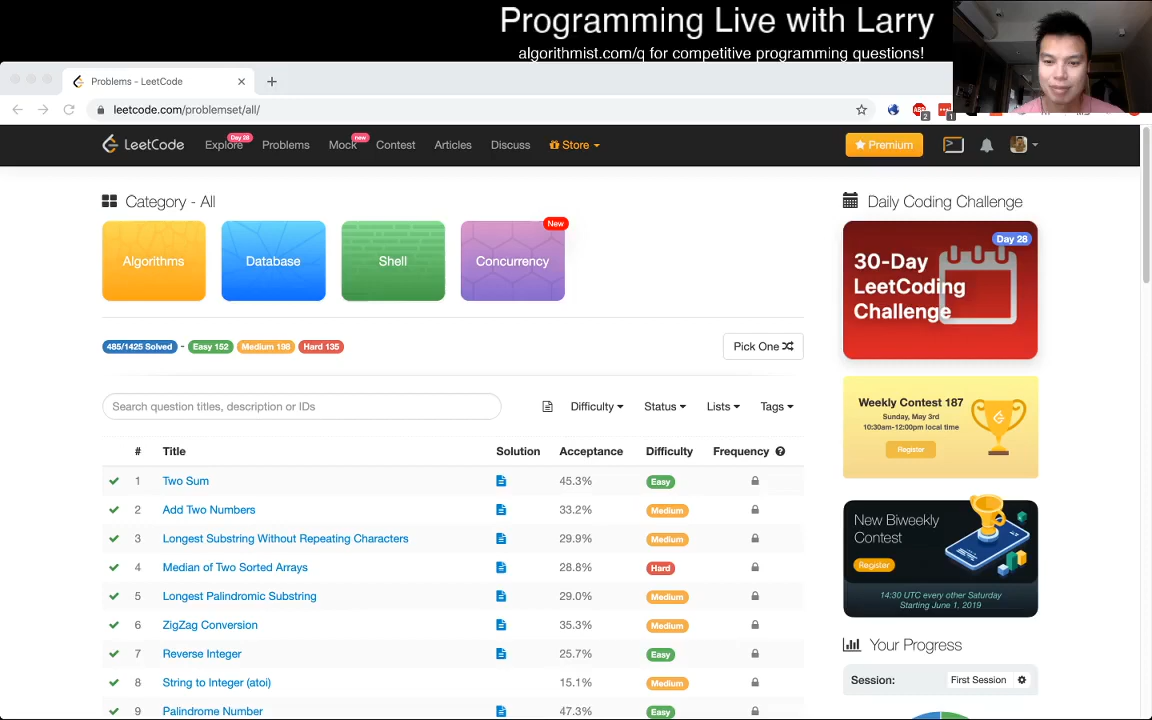 Programming Live with Larry
algorithmist.com/q for competitive programming questions!
Problems - LeetCode
leetcode.com/problemset/all/
ABP
2
1
LeetCode
Explore
Day 28
Problems
Mock
new
Contest
Articles
Discuss
Store
Premium
Category - All
Algorithms
Database
Shell
Concurrency
New
485/1425 Solved - Easy 152 Medium 198 Hard 135
Pick One
Search question titles, description or IDs
Difficulty
Status
Lists
Tags
# Title Solution Acceptance Difficulty Frequency
1 Two Sum 45.3% Easy
2 Add Two Numbers 33.2% Medium
3 Longest Substring Without Repeating Characters 29.9% Medium
4 Median of Two Sorted Arrays 28.8% Hard
5 Longest Palindromic Substring 29.0% Medium
6 ZigZag Conversion 35.3% Medium
7 Reverse Integer 25.7% Easy
8 String to Integer (atoi) 15.1% Medium
9 Palindrome Number 47.3% Easy
Daily Coding Challenge
Day 28
30-Day
LeetCoding
Challenge
Weekly Contest 187
Sunday, May 3rd
10:30am-12:00pm local time
Register
New Biweekly
Contest
Register
14:30 UTC every other Saturday
Starting June 1, 2019
Your Progress
Session: First Session